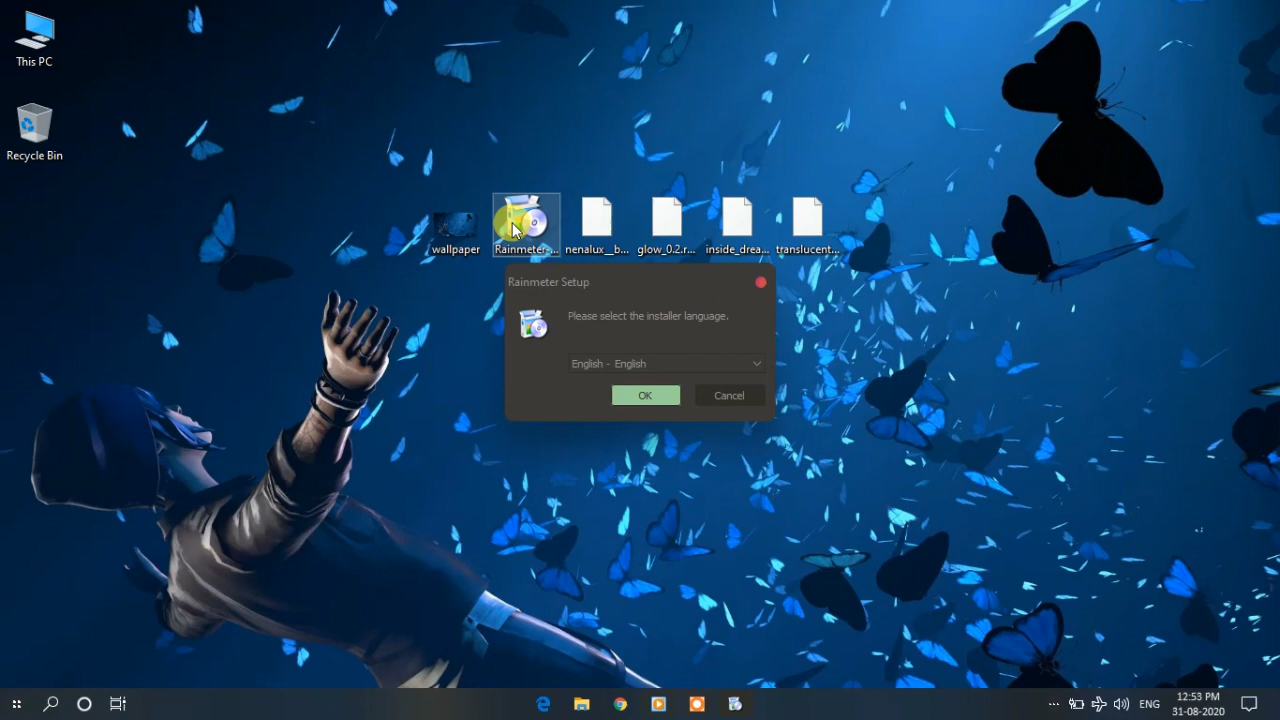 This PC
Recycle Bin
wallpaper
Rainmeter-...
nenalux__b...
glow_0.2.r...
inside_drea...
translucent...
Rainmeter Setup
Please select the installer language.
English - English
OK
Cancel
ENG
12:53 PM
31-08-2020